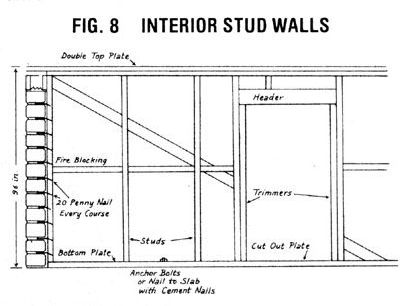 FIG. 8 INTERIOR STUD WALLS
Double Top Plate
Header
96 in
Fire Blocking
20 Penny Nail
Every Course
Trimmers
Studs
Bottom Plate
Cut Out Plate
Anchor Bolts
or Nail to Slab
with Cement Nails